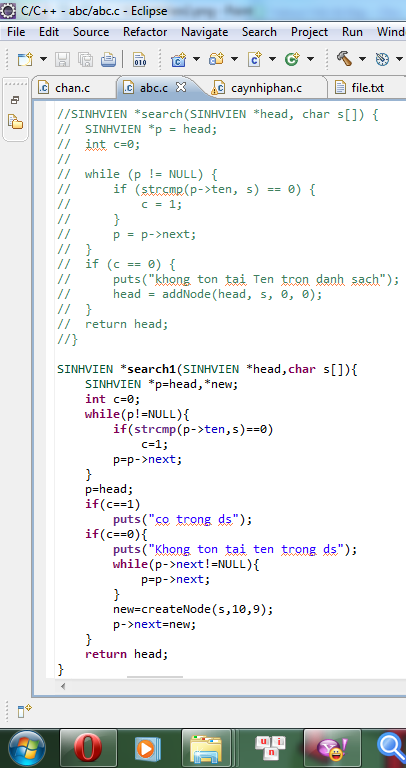 C/C++ - abc/abc.c - Eclipse
File Edit Source Refactor Navigate Search Project Run Wind
chan.c abc.c caynhiphan.c file.txt
//SINHVIEN *search(SINHVIEN *head, char s[]) {
// SINHVIEN *p = head;
// int c=0;
//
// while (p != NULL) {
// if (strcmp(p->ten, s) == 0) {
// c = 1;
// }
// p = p->next;
// }
// if (c == 0) {
// puts("khong ton tai Ten tron danh sach");
// head = addNode(head, s, 0, 0);
// }
// return head;
//}
SINHVIEN *search1(SINHVIEN *head,char s[]){
SINHVIEN *p=head,*new;
int c=0;
while(p!=NULL){
if(strcmp(p->ten,s)==0)
c=1;
p=p->next;
}
p=head;
if(c==1)
puts("co trong ds");
if(c==0){
puts("Khong ton tai ten trong ds");
while(p->next!=NULL){
p=p->next;
}
new=createNode(s,10,9);
p->next=new;
}
return head;
}